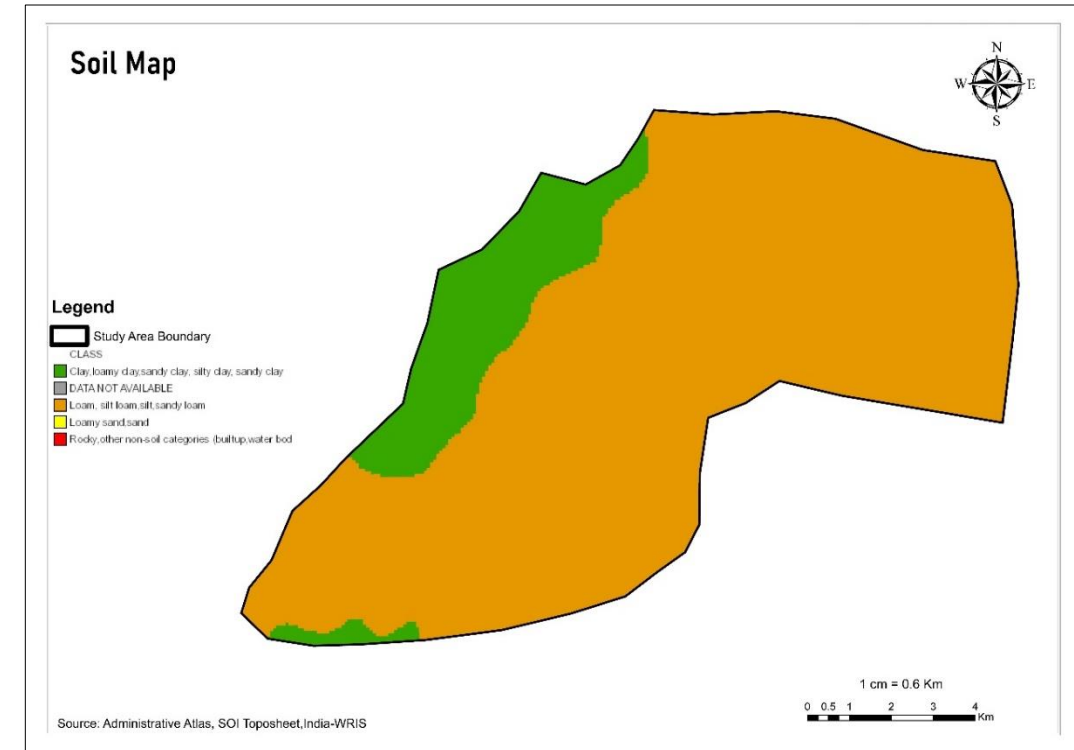 Soil Map
N
W E
S
Legend
Study Area Boundary
CLASS
Clay,loamy clay,sandy clay, silty clay, sandy clay
DATA NOT AVAILABLE
Loam, silt loam,silt,sandy loam
Loamy sand,sand
Rocky,other non-soil categories (builtup,water bod
1 cm = 0.6 Km
0 0.5 1 2 3 4
Km
Source: Administrative Atlas, SOI Toposheet,India-WRIS